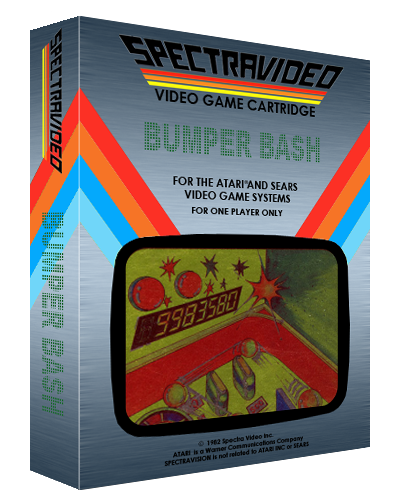 SPECTRAVIDEO
VIDEO GAME CARTRIDGE
BUMPER BASH
FOR THE ATARI® AND SEARS
VIDEO GAME SYSTEMS
FOR ONE PLAYER ONLY
9983580
© 1982 Spectra Video Inc.
ATARI is a Warner Communications Company
SPECTRAVISION is not related to ATARI INC or SEARS
SPECTRAVIDEO
BUMPER BASH